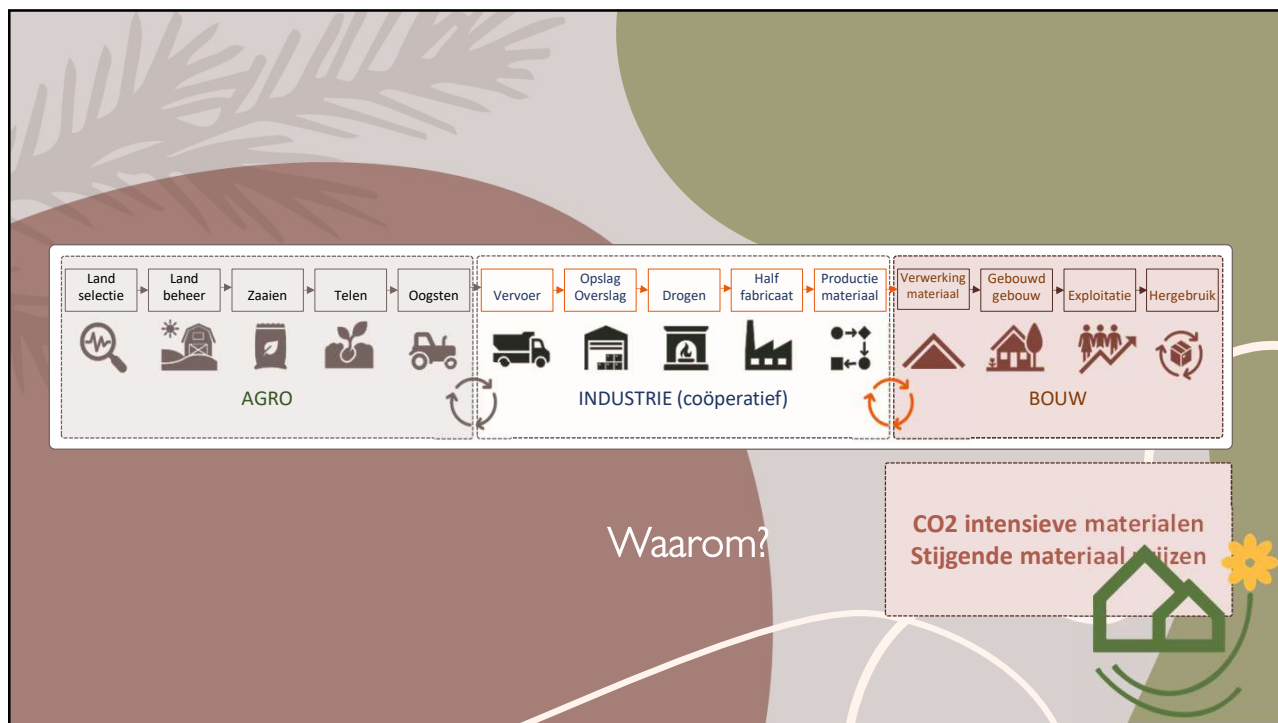 Land
selectie
Land
beheer
Zaaien
Telen
Oogsten
Vervoer
Opslag
Overslag
Drogen
Half
fabricaat
Productie
materiaal
Verwerking
materiaal
Gebouwd
gebouw
Exploitatie
Hergebruik
AGRO
INDUSTRIE (coöperatief)
BOUW
Waarom?
CO2 intensieve materialen
Stijgende materiaal prijzen